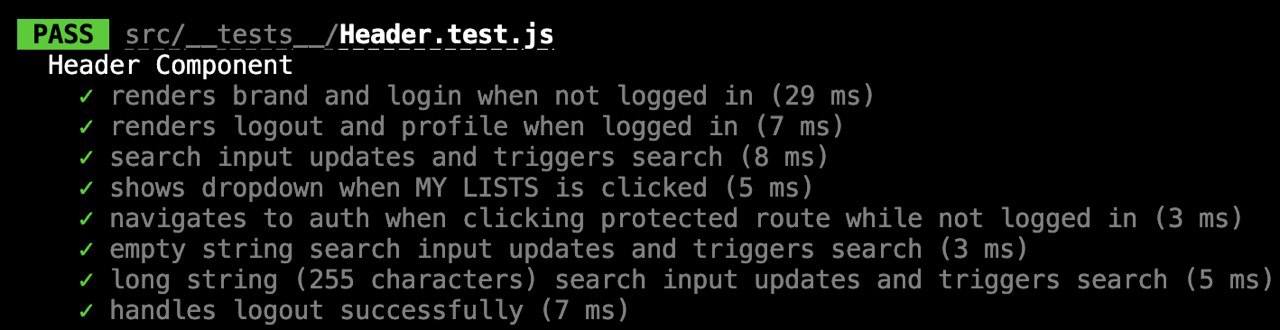 PASS src/__tests__/Header.test.js
Header Component
✓ renders brand and login when not logged in (29 ms)
✓ renders logout and profile when logged in (7 ms)
✓ search input updates and triggers search (8 ms)
✓ shows dropdown when MY LISTS is clicked (5 ms)
✓ navigates to auth when clicking protected route while not logged in (3 ms)
✓ empty string search input updates and triggers search (3 ms)
✓ long string (255 characters) search input updates and triggers search (5 ms)
✓ handles logout successfully (7 ms)